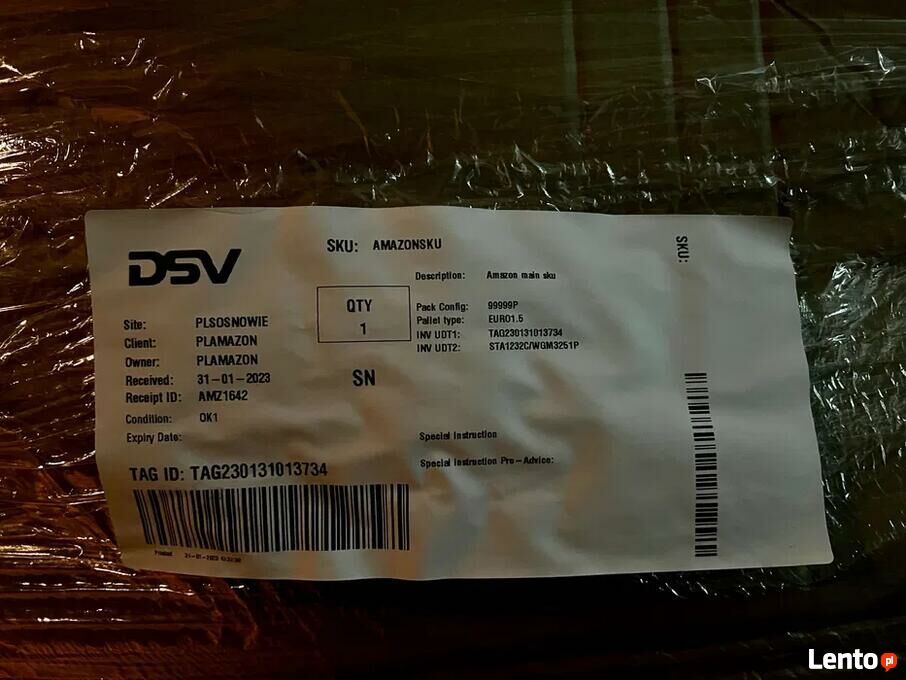 DSV
SKU: AMAZONSKU
SKU:
Description: Amazon main sku
QTY
1
Pack Config: 99999P
Pallet type: EURO1.5
INV UDT1: TAG230131013734
INV UDT2: STA1232C/WGM3251P
Site: PLSOSNOWIE
Client: PLAMAZON
Owner: PLAMAZON
Received: 31-01-2023
Receipt ID: AMZ1642
Condition: OK1
Expiry Date:
SN
Special Instruction
Special Instruction Pre-Advice:
TAG ID: TAG230131013734
Printed
Lento pl